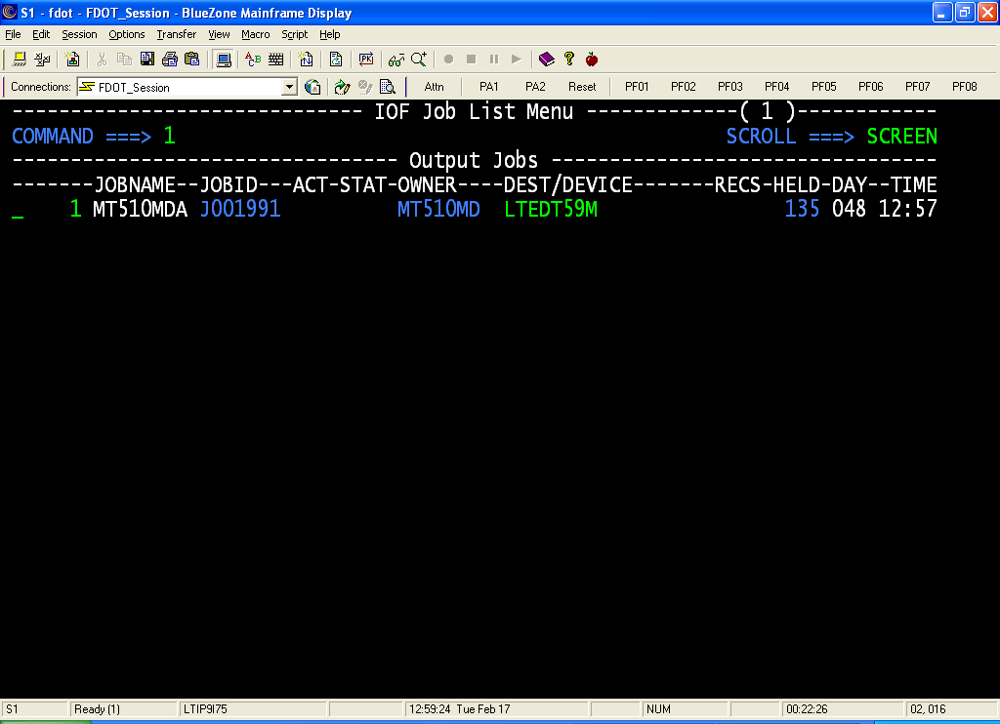 S1 - fdot - FDOT_Session - BlueZone Mainframe Display
File Edit Session Options Transfer View Macro Script Help
Connections: FDOT_Session Attn PA1 PA2 Reset PF01 PF02 PF03 PF04 PF05 PF06 PF07 PF08
------------------------------ IOF Job List Menu -------------( 1 )------------
COMMAND ===> 1 SCROLL ===> SCREEN
--------------------------------- Output Jobs ---------------------------------
-------JOBNAME--JOBID---ACT-STAT-OWNER----DEST/DEVICE-------RECS-HELD-DAY--TIME
_ 1 MT510MDA J001991 MT510MD LTEDT59M 135 048 12:57
S1 Ready (1) LTIP9I75 12:59:24 Tue Feb 17 NUM 00:22:26 02, 016